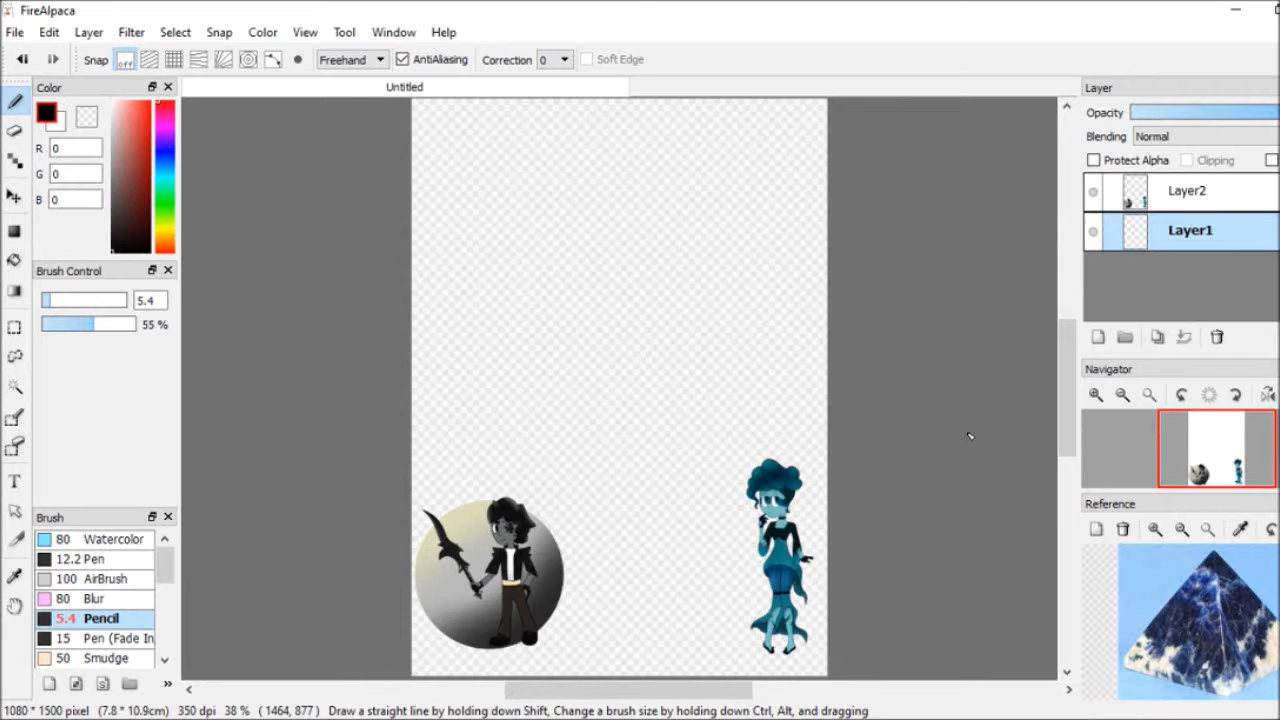 FireAlpaca
File Edit Layer Filter Select Snap Color View Tool Window Help
Snap off Freehand AntiAliasing Correction 0 Soft Edge
Color
Untitled
Layer
R 0
G 0
B 0
Opacity
Blending Normal
Protect Alpha Clipping
Layer2
Layer1
Brush Control
5.4
55 %
Navigator
Reference
Brush
80 Watercolor
12.2 Pen
100 AirBrush
80 Blur
5.4 Pencil
15 Pen (Fade In
50 Smudge
1080 * 1500 pixel (7.8 * 10.9cm) 350 dpi 38 % ( 1464, 877 ) Draw a straight line by holding down Shift, Change a brush size by holding down Ctrl, Alt, and dragging